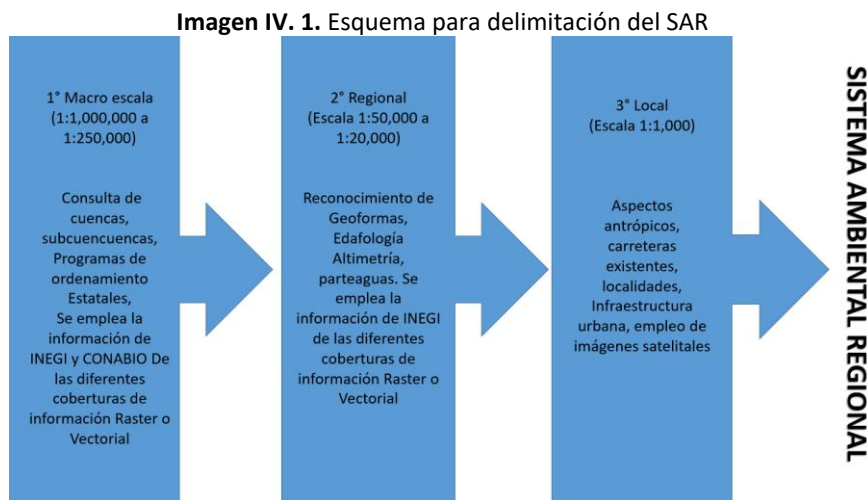 Imagen IV. 1. Esquema para delimitación del SAR
1° Macro escala
(1:1,000,000 a
1:250,000)
Consulta de
cuencas,
subcuencuencas,
Programas de
ordenamiento
Estatales,
Se emplea la
información de
INEGI y CONABIO De
las diferentes
coberturas de
información Raster o
Vectorial
2° Regional
(Escala 1:50,000 a
1:20,000)
Reconocimiento de
Geoformas,
Edafología
Altimetría,
parteaguas. Se
emplea la
información de INEGI
de las diferentes
coberturas de
información Raster o
Vectorial
3° Local
(Escala 1:1,000)
Aspectos
antrópicos,
carreteras
existentes,
localidades,
Infraestructura
urbana, empleo de
imágenes satelitales
SISTEMA AMBIENTAL REGIONAL